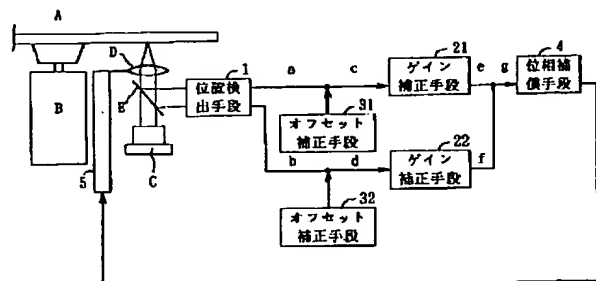 A
B
C
D
E
5
1
位置検
出手段
a
b
c
d
31
オフセット
補正手段
32
オフセット
補正手段
21
ゲイン
補正手段
22
ゲイン
補正手段
e
f
g
4
位相補
償手段